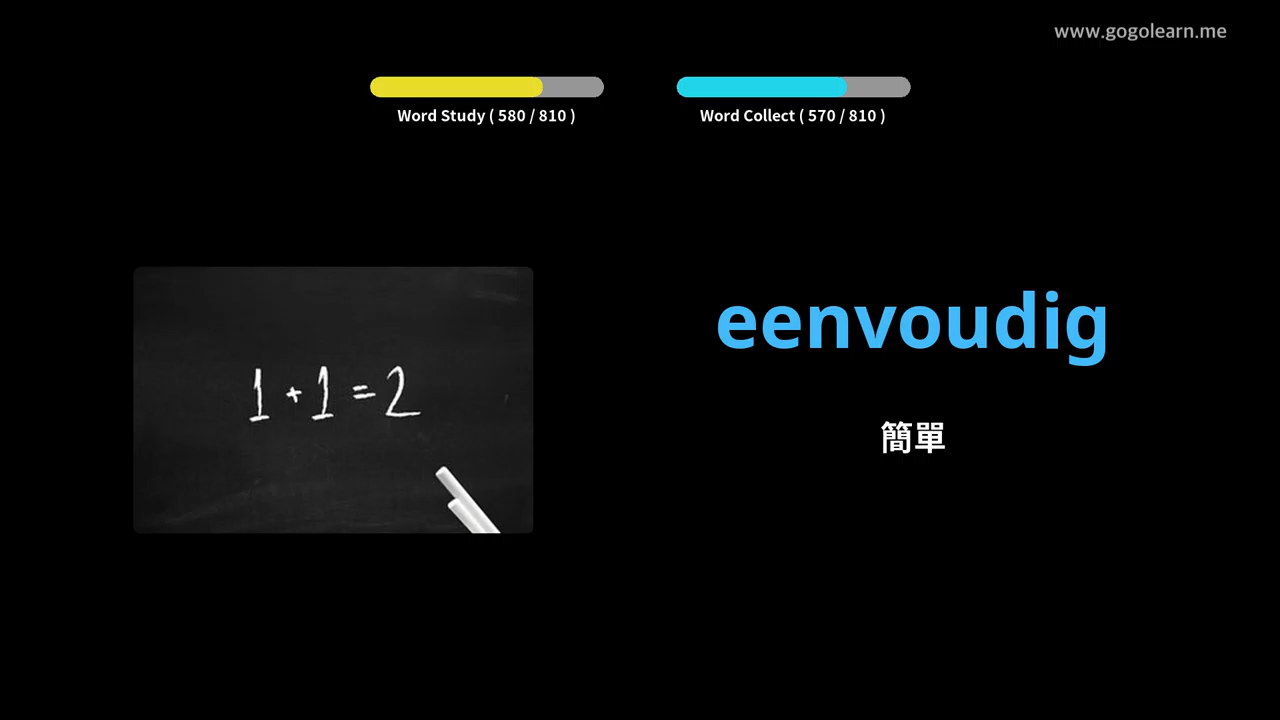 www.gogolearn.me
Word Study ( 580 / 810 )
Word Collect ( 570 / 810 )
1 + 1 = 2
eenvoudig
簡單